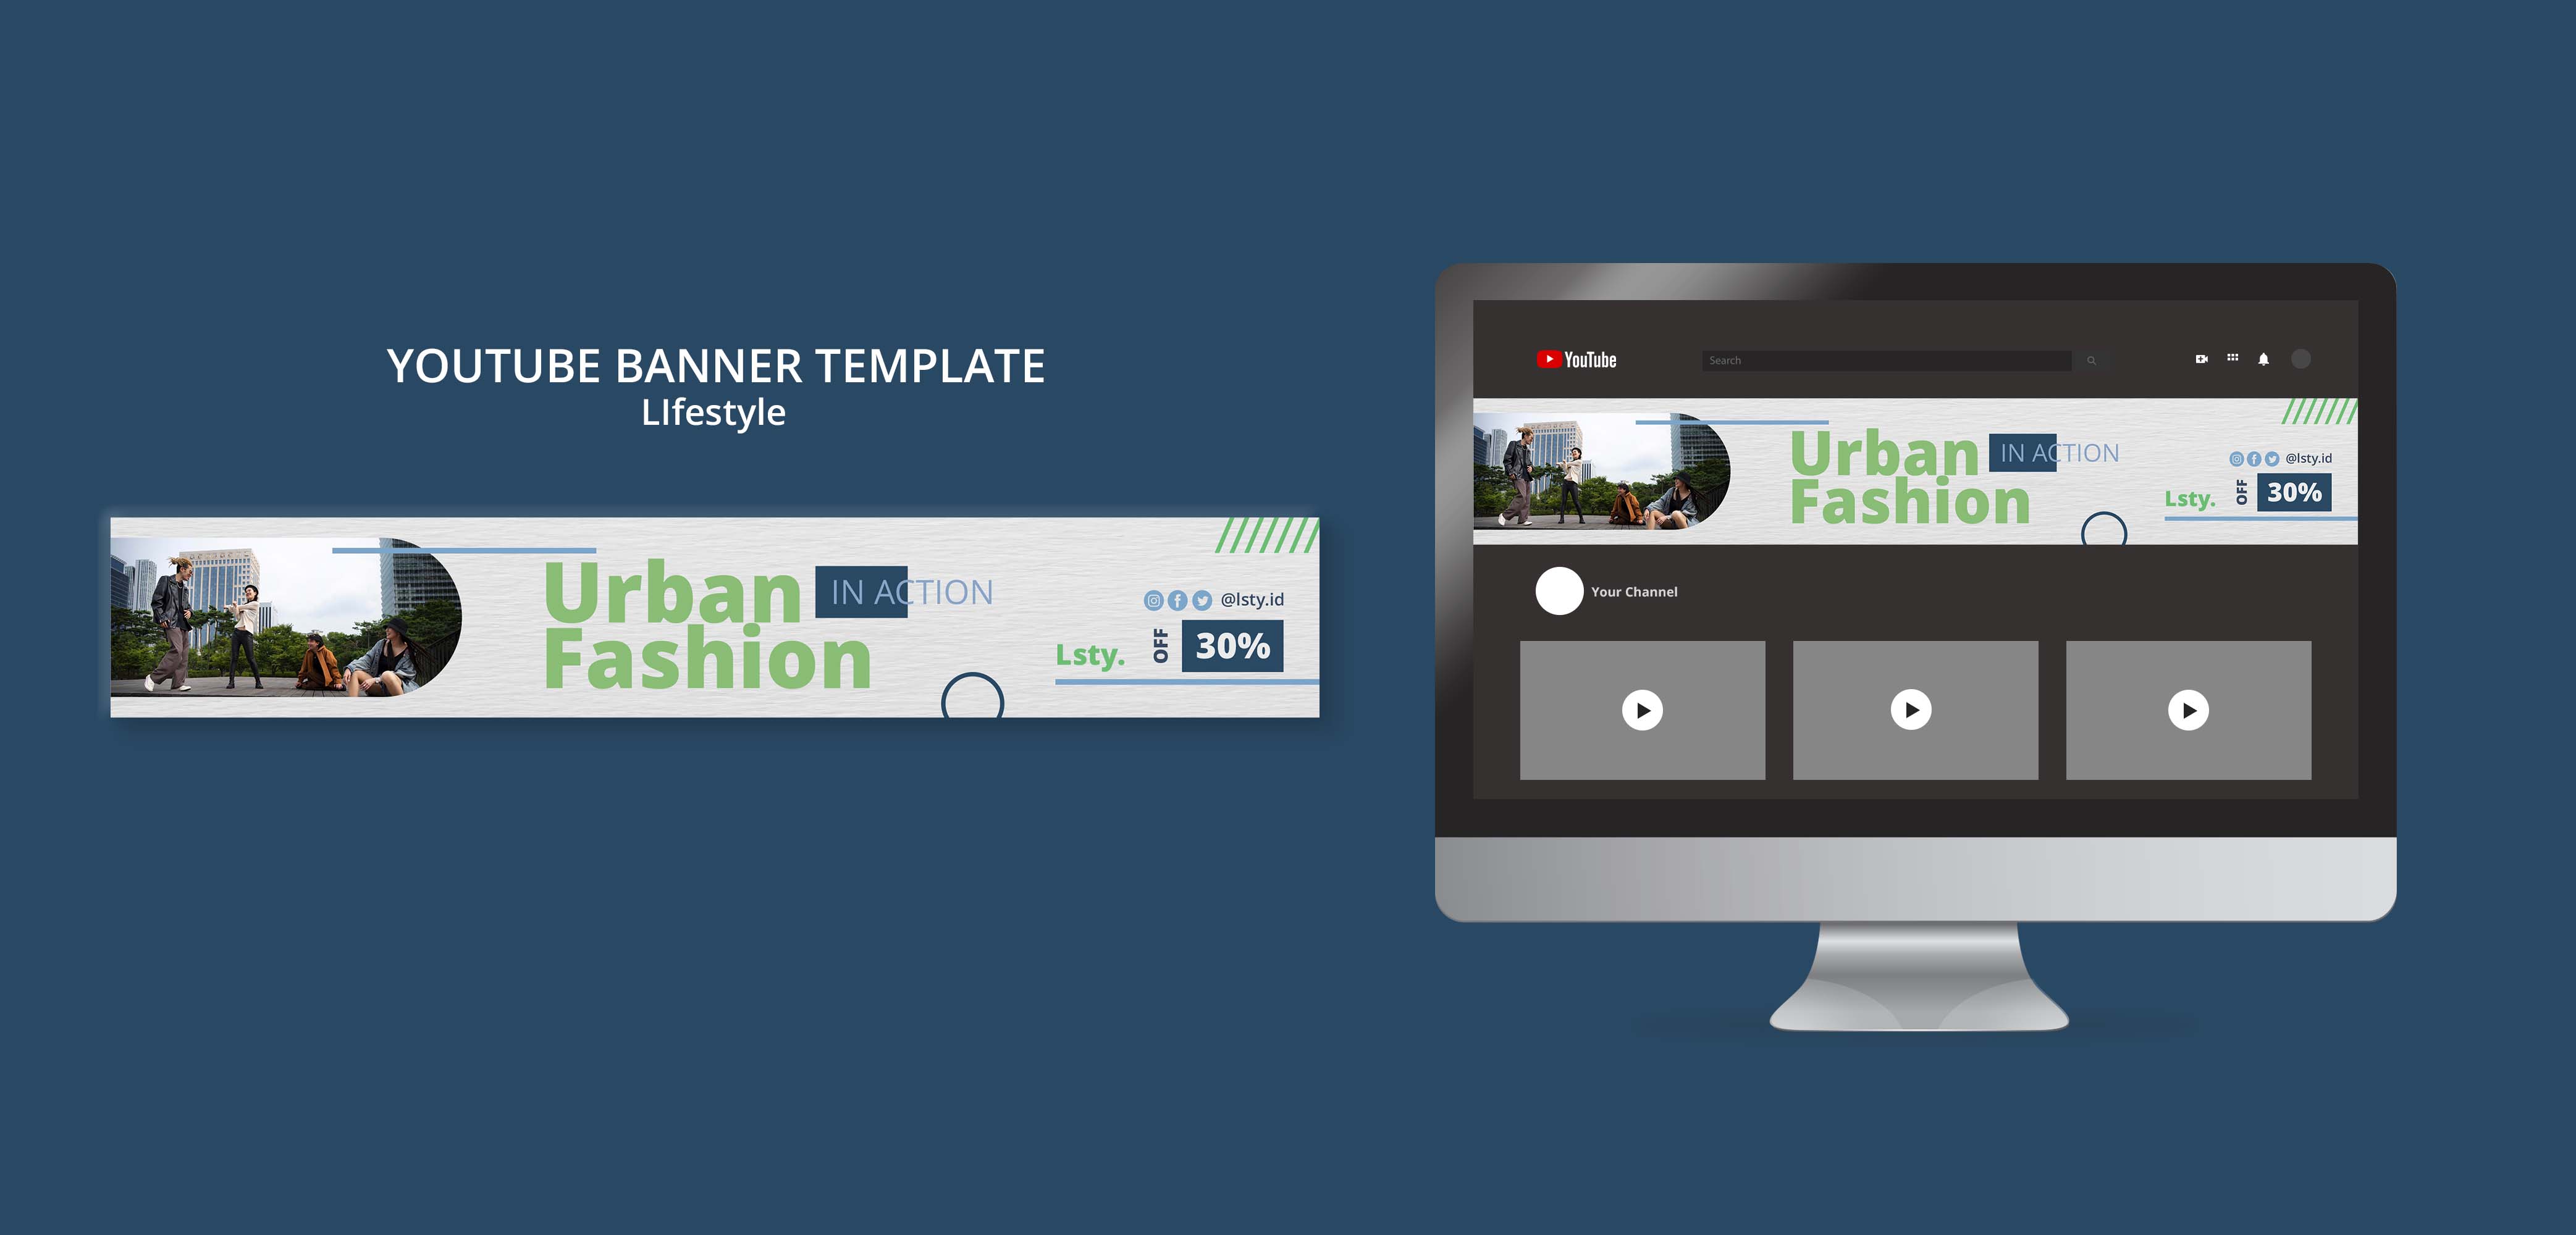 YOUTUBE BANNER TEMPLATE
LIfestyle
Urban
IN ACTION
Fashion
@lsty.id
Lsty.
OFF
30%
YouTube
Search
Urban
IN ACTION
Fashion
@lsty.id
Lsty.
OFF
30%
Your Channel